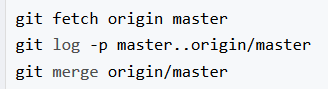 git fetch origin master
git log -p master..origin/master
git merge origin/master